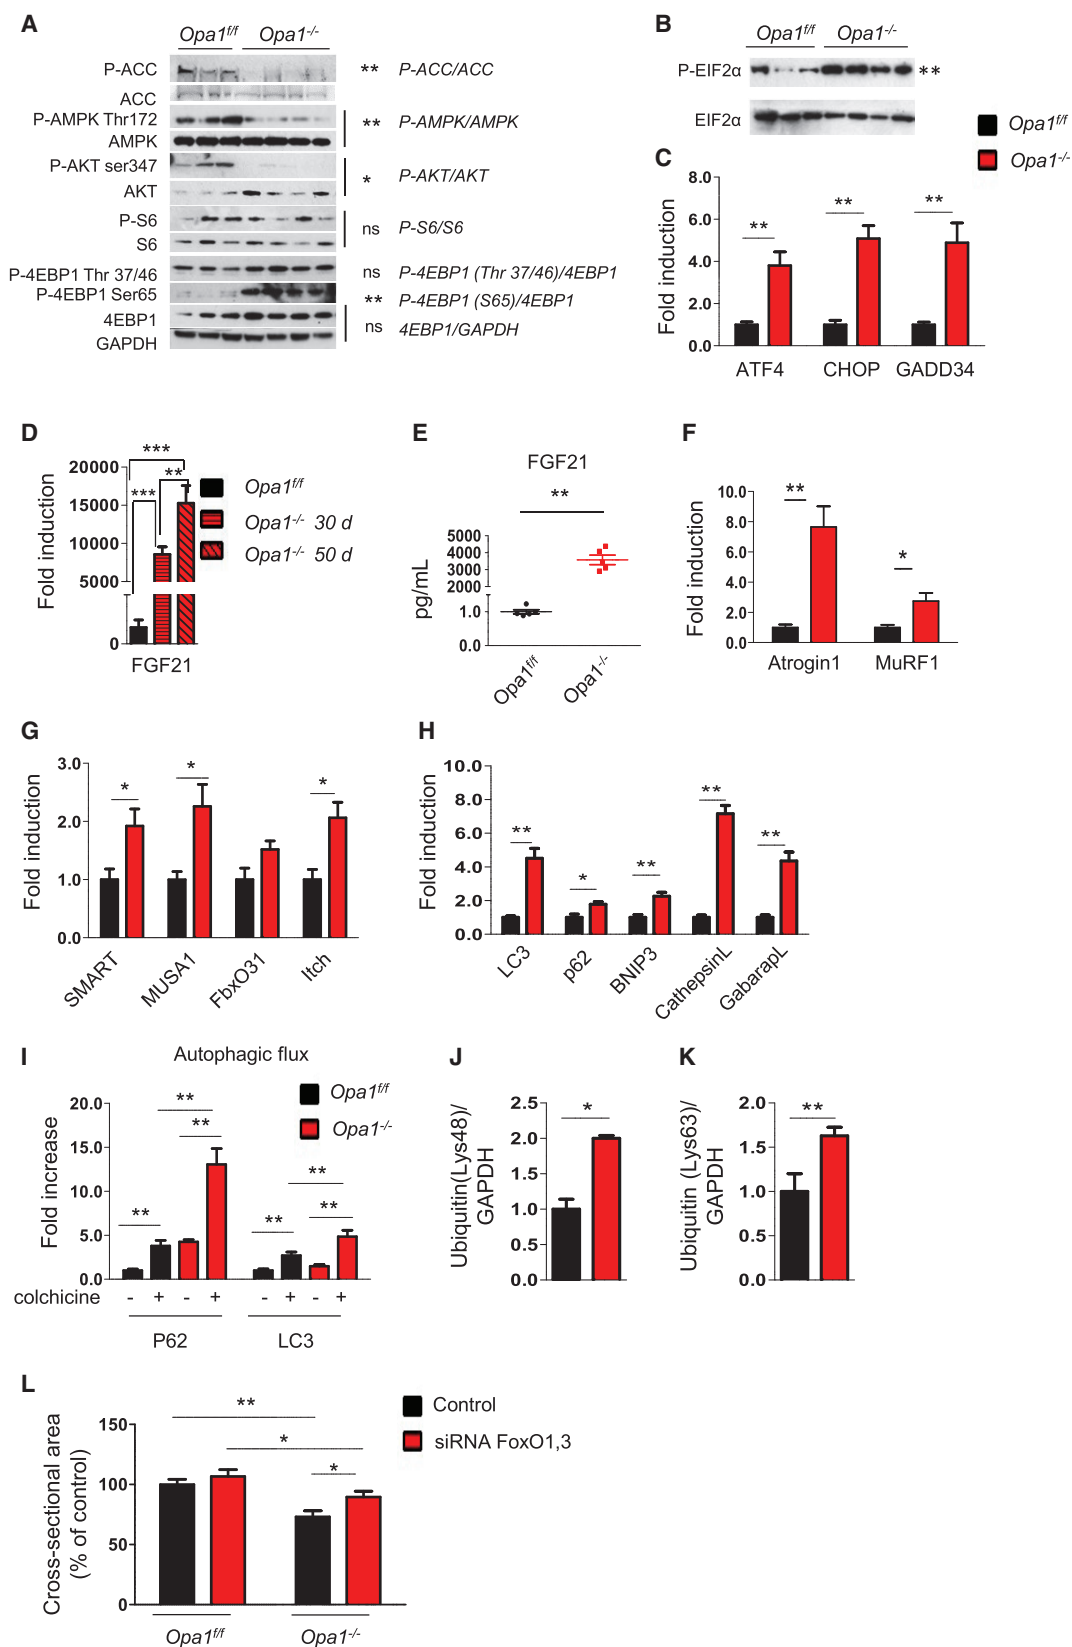 A
Opa1f/f Opa1-/-
P-ACC ** P-ACC/ACC
ACC
P-AMPK Thr172 ** P-AMPK/AMPK
AMPK
P-AKT ser347 * P-AKT/AKT
AKT
P-S6 ns P-S6/S6
S6
P-4EBP1 Thr 37/46 ns P-4EBP1 (Thr 37/46)/4EBP1
P-4EBP1 Ser65 ** P-4EBP1 (S65)/4EBP1
4EBP1 ns 4EBP1/GAPDH
GAPDH
B
Opa1f/f Opa1-/-
P-EIF2α **
EIF2α
Opa1f/f
Opa1-/-
C
Fold induction
8.0
6.0
4.0
2.0
0.0
** ** **
ATF4 CHOP GADD34
D
Fold induction
20000
15000
10000
5000
0
***
*** **
Opa1f/f
Opa1-/- 30 d
Opa1-/- 50 d
FGF21
E
FGF21
**
pg/mL
5000
4000
3000
2000
1.0
0.0
Opa1f/f Opa1-/-
F
Fold induction
10.0
8.0
6.0
4.0
2.0
0.0
** *
Atrogin1 MuRF1
G
Fold induction
3.0
2.0
1.0
0.0
* * *
SMART MUSA1 FbxO31 Itch
H
Fold induction
10.0
8.0
6.0
4.0
2.0
0.0
** * ** ** **
LC3 p62 BNIP3 CathepsinL GabarapL
I
Autophagic flux
Opa1f/f
Opa1-/-
Fold increase
20.0
15.0
10.0
5.0
0.0
** ** **
** ** **
colchicine - + - + - + - +
P62 LC3
J
Ubiquitin(Lys48)/
GAPDH
2.5
2.0
1.5
1.0
0.5
0.0
*
K
Ubiquitin (Lys63)/
GAPDH
2.0
1.5
1.0
0.5
0.0
**
L
Control
siRNA FoxO1,3
Cross-sectional area
(% of control)
150
100
50
0
**
*
*
Opa1f/f Opa1-/-